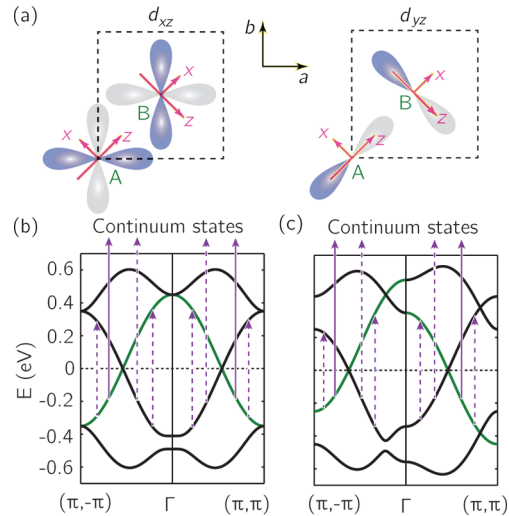 (a)
d_xz
d_yz
b
a
x
z
B
x
z
A
x
z
B
x
z
A
(b)
Continuum states
(c)
Continuum states
E (eV)
0.6
0.4
0.2
0
-0.2
-0.4
-0.6
(π,-π)
Γ
(π,π)
(π,-π)
Γ
(π,π)